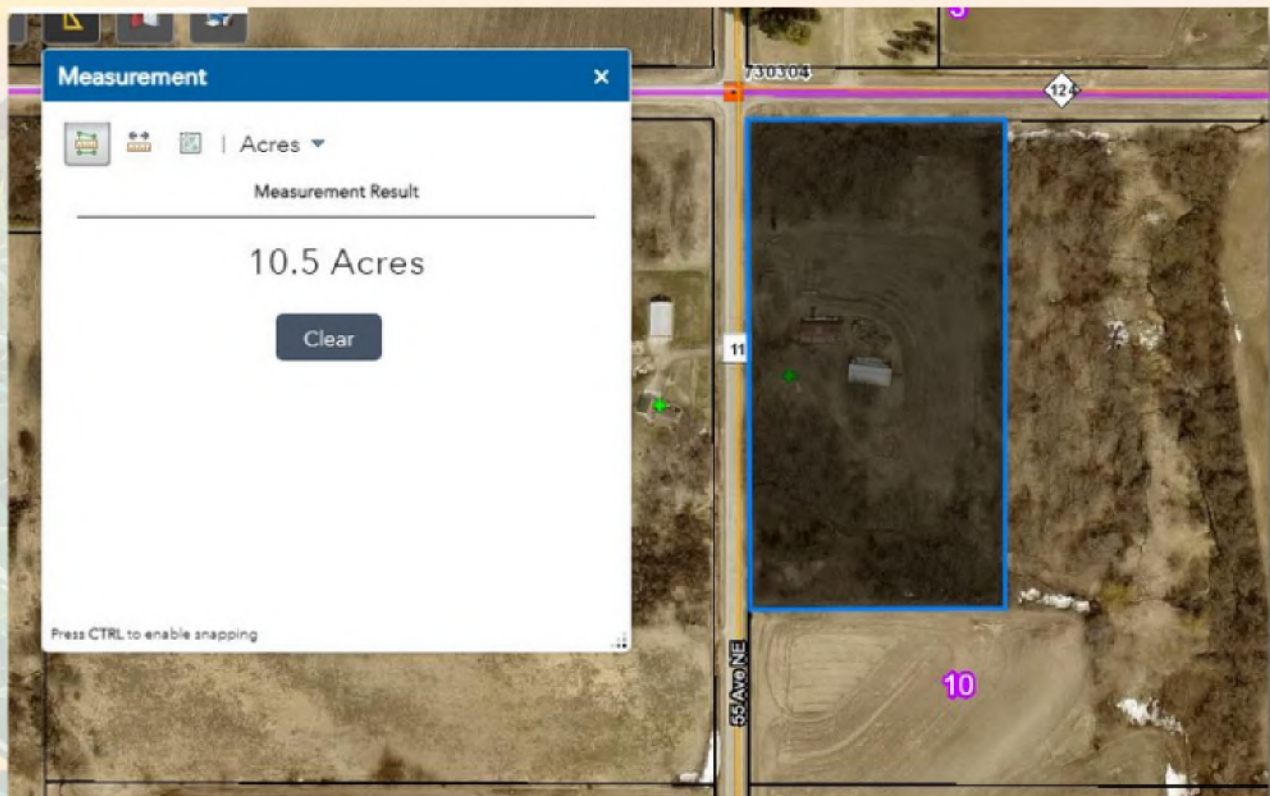 5
Measurement
730304
124
Acres
Measurement Result
10.5 Acres
Clear
11
Press CTRL to enable snapping
55 Ave NE
10